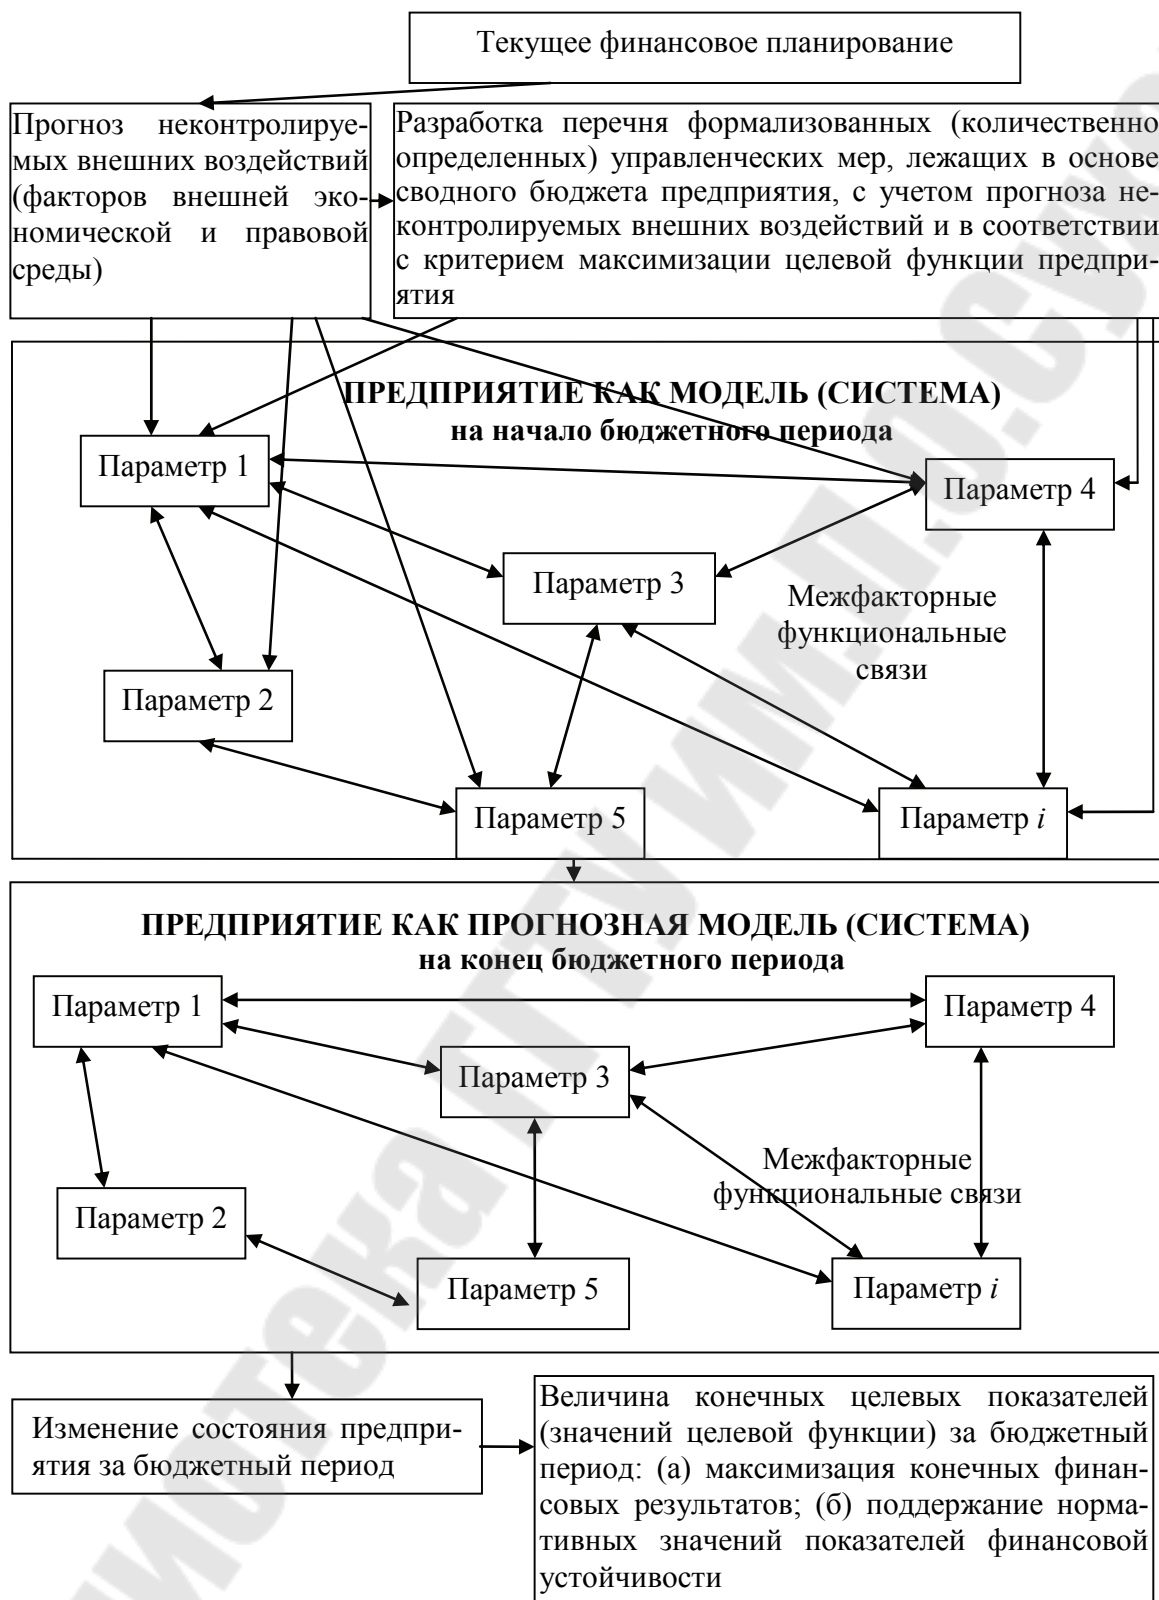 Текущее финансовое планирование
Прогноз неконтролируе-
мых внешних воздействий
(факторов внешней эко-
номической и правовой
среды)
Разработка перечня формализованных (количественно
определенных) управленческих мер, лежащих в основе
сводного бюджета предприятия, с учетом прогноза не-
контролируемых внешних воздействий и в соответствии
с критерием максимизации целевой функции предпри-
ятия
ПРЕДПРИЯТИЕ КАК МОДЕЛЬ (СИСТЕМА)
на начало бюджетного периода
Параметр 1
Параметр 4
Параметр 3
Межфакторные
функциональные
связи
Параметр 2
Параметр 5
Параметр i
ПРЕДПРИЯТИЕ КАК ПРОГНОЗНАЯ МОДЕЛЬ (СИСТЕМА)
на конец бюджетного периода
Параметр 1
Параметр 4
Параметр 3
Межфакторные
функциональные связи
Параметр 2
Параметр 5
Параметр i
Изменение состояния предпри-
ятия за бюджетный период
Величина конечных целевых показателей
(значений целевой функции) за бюджетный
период: (а) максимизация конечных финан-
совых результатов; (б) поддержание норма-
тивных значений показателей финансовой
устойчивости